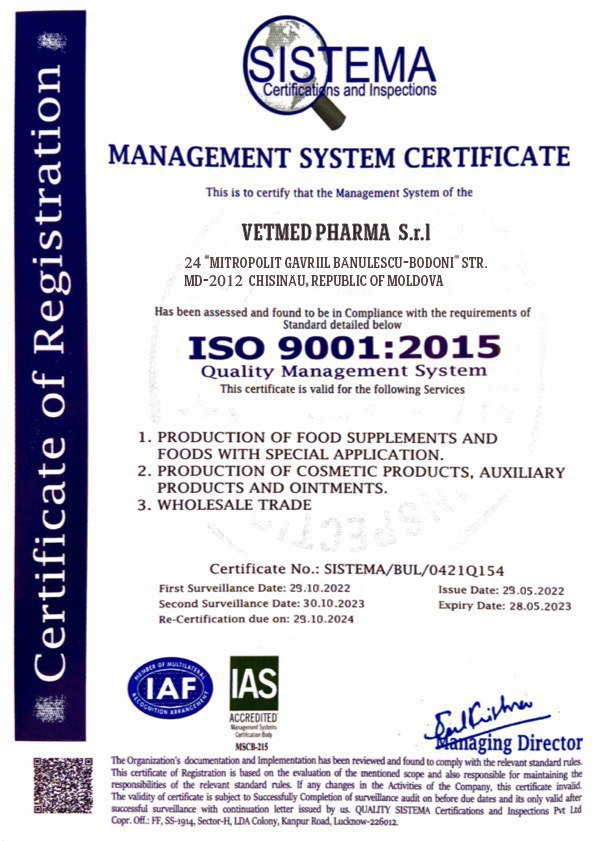 Certificate of Registration
SISTEMA
Certifications and Inspections
MANAGEMENT SYSTEM CERTIFICATE
This is to certify that the Management System of the
VETMED PHARMA S.r.l
24 "MITROPOLIT GAVRIIL BANULESCU-BODONI" STR.
MD-2012 CHISINAU, REPUBLIC OF MOLDOVA
Has been assessed and found to be in Compliance with the requirements of
Standard detailed below
ISO 9001:2015
Quality Management System
This certificate is valid for the following Services
1. PRODUCTION OF FOOD SUPPLEMENTS AND
FOODS WITH SPECIAL APPLICATION.
2. PRODUCTION OF COSMETIC PRODUCTS, AUXILIARY
PRODUCTS AND OINTMENTS.
3. WHOLESALE TRADE
Certificate No.: SISTEMA/BUL/0421Q154
First Surveillance Date: 29.10.2022
Second Surveillance Date: 30.10.2023
Re-Certification due on: 29.10.2024
Issue Date: 29.05.2022
Expiry Date: 28.05.2023
MEMBER OF MULTILATERAL
IAF
RECOGNITION ARRANGEMENT
IAS
ACCREDITED
Management Systems
Certification Body
MSCB-215
Managing Director
The Organization's documentation and Implementation has been reviewed and found to comply with the relevant standard rules.
This certificate of Registration is based on the evaluation of the mentioned scope and also responsible for maintaining the
responsibilities of the relevant standard rules. If any changes in the Activities of the Company, this certificate invalid.
The validity of certificate is subject to Successfully Completion of surveillance audit on before due dates and its only valid after
successful surveillance with continuation letter issued by us. QUALITY SISTEMA Certifications and Inspections Pvt Ltd
Copr. Off.: FF, SS-1914, Sector-H, LDA Colony, Kanpur Road, Lucknow-226012.